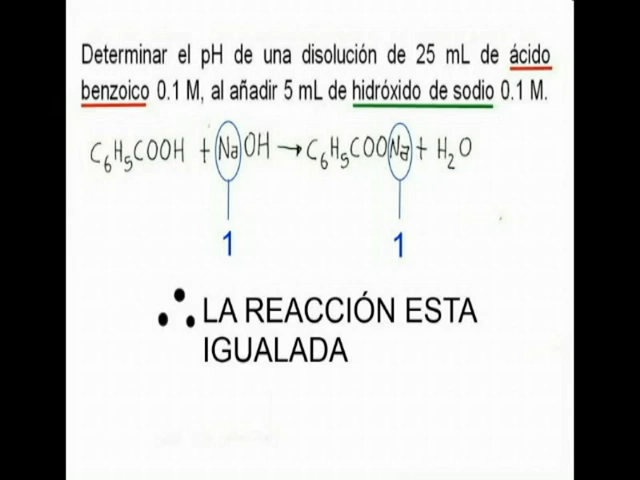 Determinar el pH de una disolución de 25 mL de ácido
benzoico 0.1 M, al añadir 5 mL de hidróxido de sodio 0.1 M.
C₆H₅COOH + NaOH → C₆H₅COONa + H₂O
1 1
∴ LA REACCIÓN ESTA
IGUALADA